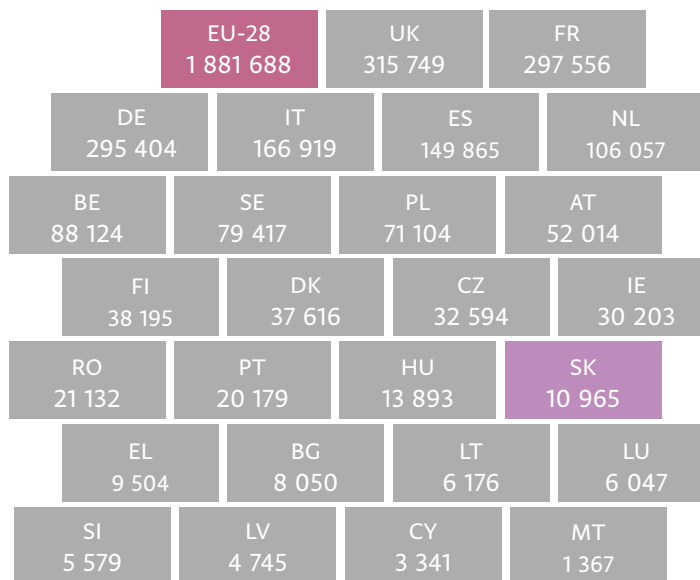 EU-28
1 881 688
UK
315 749
FR
297 556
DE
295 404
IT
166 919
ES
149 865
NL
106 057
BE
88 124
SE
79 417
PL
71 104
AT
52 014
FI
38 195
DK
37 616
CZ
32 594
IE
30 203
RO
21 132
PT
20 179
HU
13 893
SK
10 965
EL
9 504
BG
8 050
LT
6 176
LU
6 047
SI
5 579
LV
4 745
CY
3 341
MT
1 367